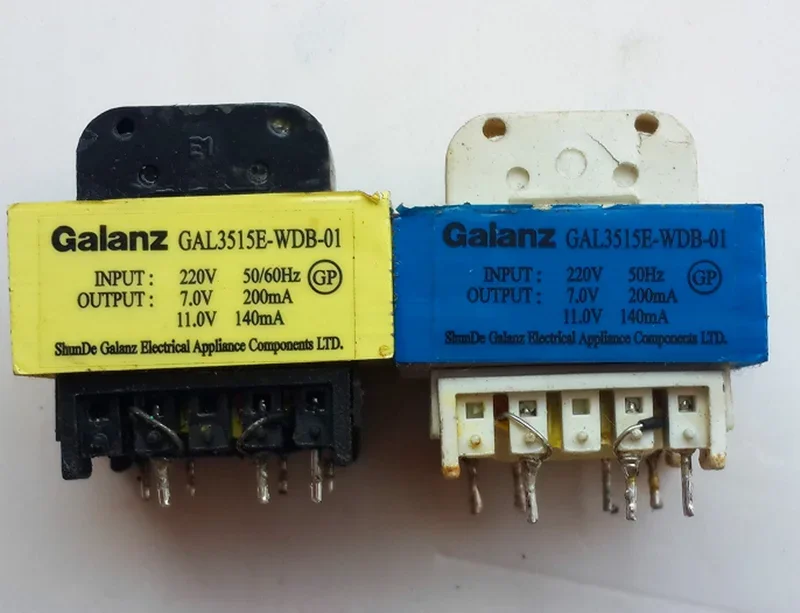 Galanz GAL3515E-WDB-01
INPUT : 220V 50/60Hz GP
OUTPUT : 7.0V 200mA
11.0V 140mA
ShunDe Galanz Electrical Appliance Components LTD.
Galanz GAL3515E-WDB-01
INPUT : 220V 50Hz GP
OUTPUT : 7.0V 200mA
11.0V 140mA
ShunDe Galanz Electrical Appliance Components LTD.